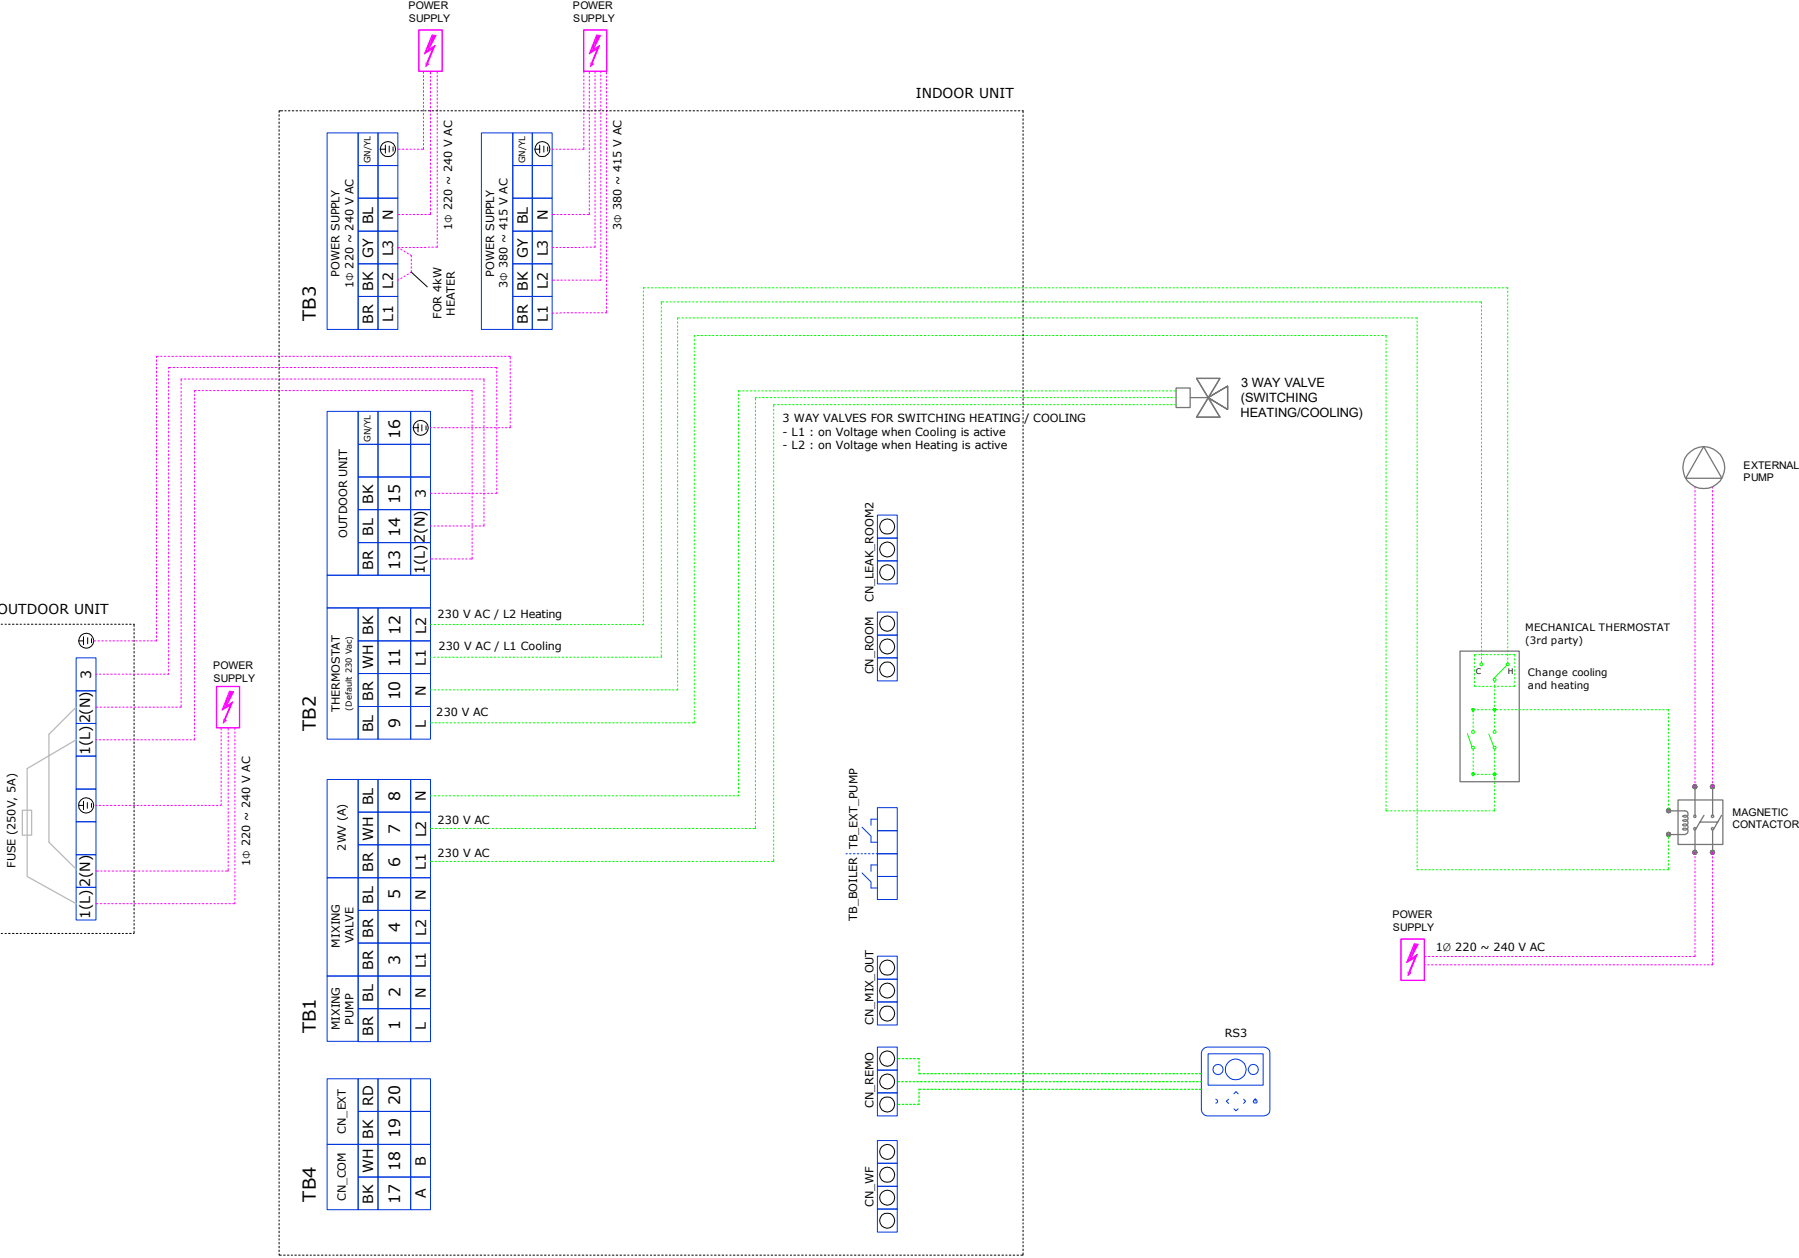 POWER
SUPPLY
POWER
SUPPLY
INDOOR UNIT
TB3
POWER SUPPLY
1Φ 220 ~ 240 V AC
GN/YL
BL N
GY L3
BK L2
BR L1
1Φ 220 ~ 240 V AC
FOR 4kW
HEATER
POWER SUPPLY
3Φ 380 ~ 415 V AC
GN/YL
BL N
GY L3
BK L2
BR L1
3Φ 380 ~ 415 V AC
3 WAY VALVE
(SWITCHING
HEATING/COOLING)
3 WAY VALVES FOR SWITCHING HEATING / COOLING
- L1 : on Voltage when Cooling is active
- L2 : on Voltage when Heating is active
TB2
OUTDOOR UNIT
GN/YL 16
BK 15 3
BL 14 2(N)
BR 13 1(L)
THERMOSTAT
(Default 230 Vac)
BK 12 L2
WH 11 L1
BR 10 N
BL 9 L
230 V AC / L2 Heating
230 V AC / L1 Cooling
230 V AC
OUTDOOR UNIT
3
2(N)
1(L)
2(N)
1(L)
FUSE (250V, 5A)
POWER
SUPPLY
1Φ 220 ~ 240 V AC
TB1
2WV (A)
BL 8 N
WH 7 L2
BR 6 L1
230 V AC
230 V AC
MIXING
VALVE
BL 5 N
BR 4 L2
BR 3 L1
MIXING
PUMP
BL 2 N
BR 1 L
TB4
CN_EXT
RD 20
BK 19
CN_COM
WH 18 B
BK 17 A
CN_LEAK_ROOM2
CN_ROOM
TB_EXT_PUMP
TB_BOILER
CN_MIX_OUT
CN_REMO
CN_WF
RS3
EXTERNAL
PUMP
MECHANICAL THERMOSTAT
(3rd party)
C
H
Change cooling
and heating
MAGNETIC
CONTACTOR
POWER
SUPPLY
1Ø 220 ~ 240 V AC